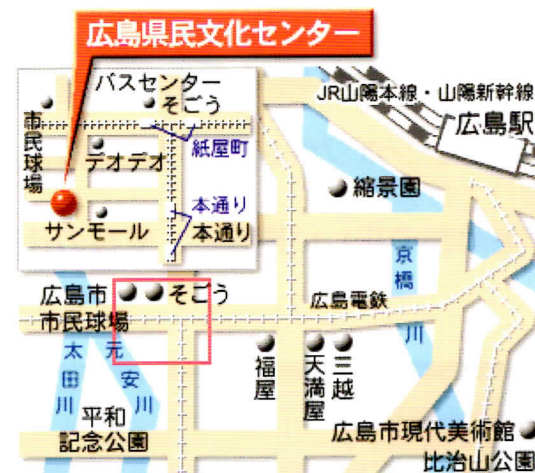 広島県民文化センター
バスセンター
そごう
市民球場
紙屋町
デオデオ
本通り
サンモール
本通り
JR山陽本線・山陽新幹線
広島駅
縮景園
京橋川
広島市
市民球場
そごう
広島電鉄
太田川
元安川
福屋
天満屋
三越
平和
記念公園
広島市現代美術館
比治山公園